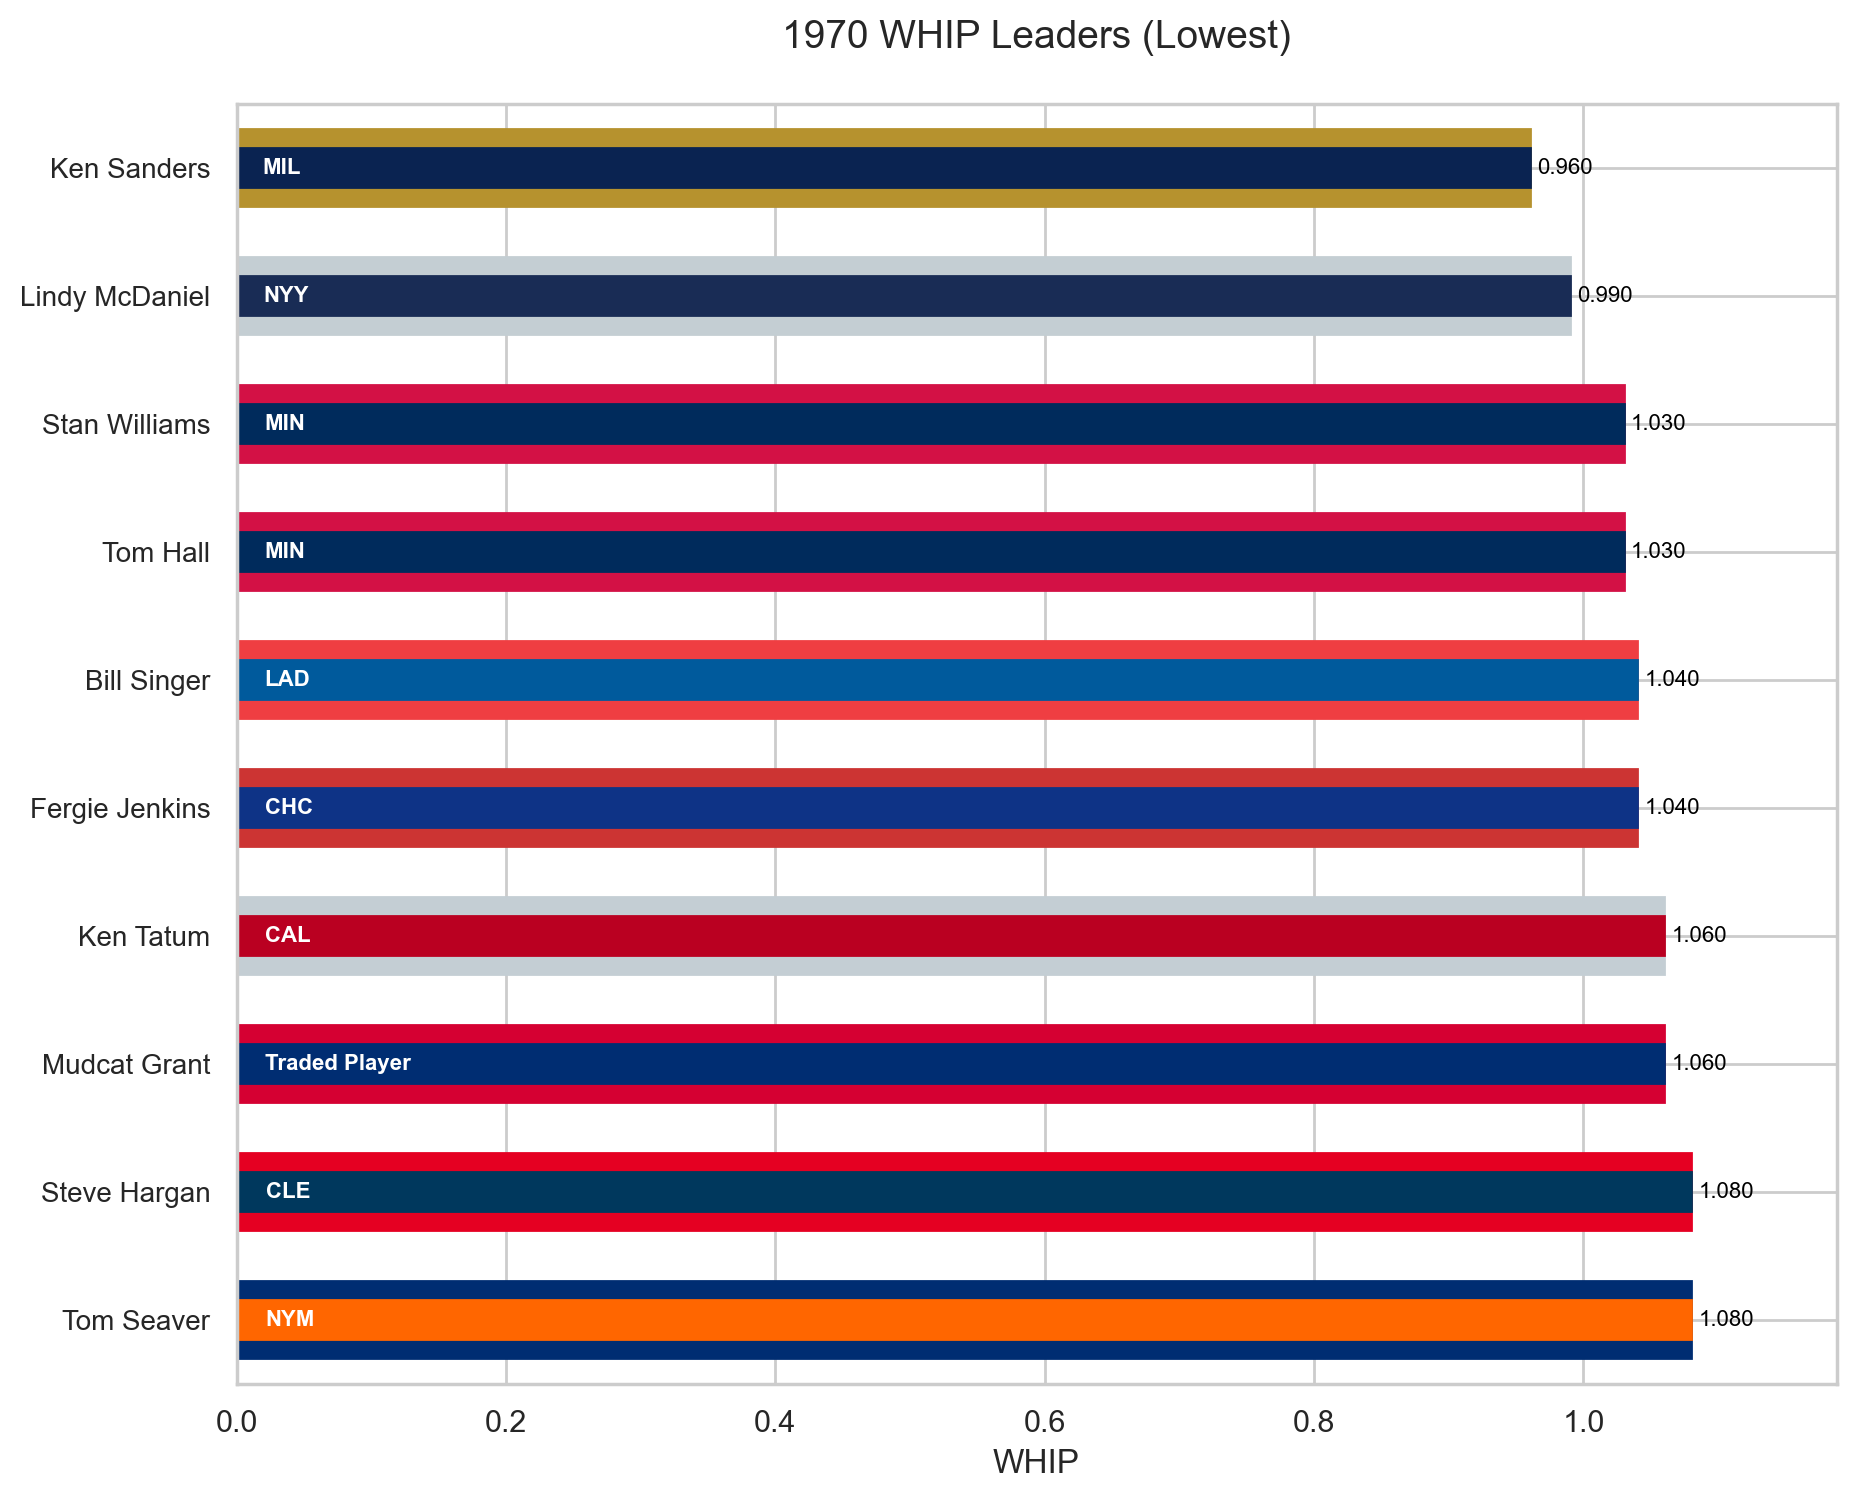 1970 WHIP Leaders (Lowest)
Ken Sanders MIL 0.960
Lindy McDaniel NYY 0.990
Stan Williams MIN 1.030
Tom Hall MIN 1.030
Bill Singer LAD 1.040
Fergie Jenkins CHC 1.040
Ken Tatum CAL 1.060
Mudcat Grant Traded Player 1.060
Steve Hargan CLE 1.080
Tom Seaver NYM 1.080
0.0 0.2 0.4 0.6 0.8 1.0
WHIP